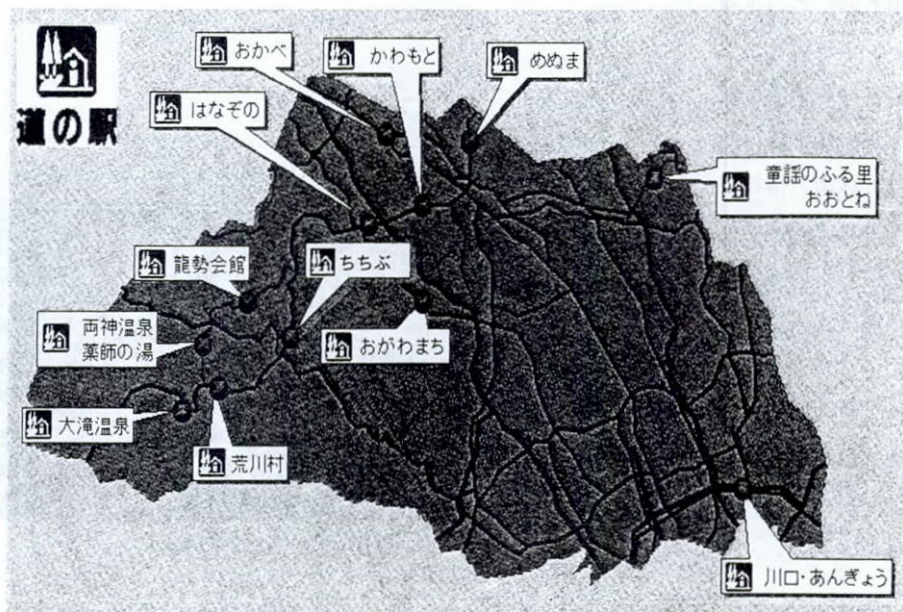 道の駅
おかべ
かわもと
めぬま
はなぞの
童謡のふる里
おおとね
龍勢会館
ちちぶ
両神温泉
薬師の湯
おがわまち
大滝温泉
荒川村
川口・あんぎょう